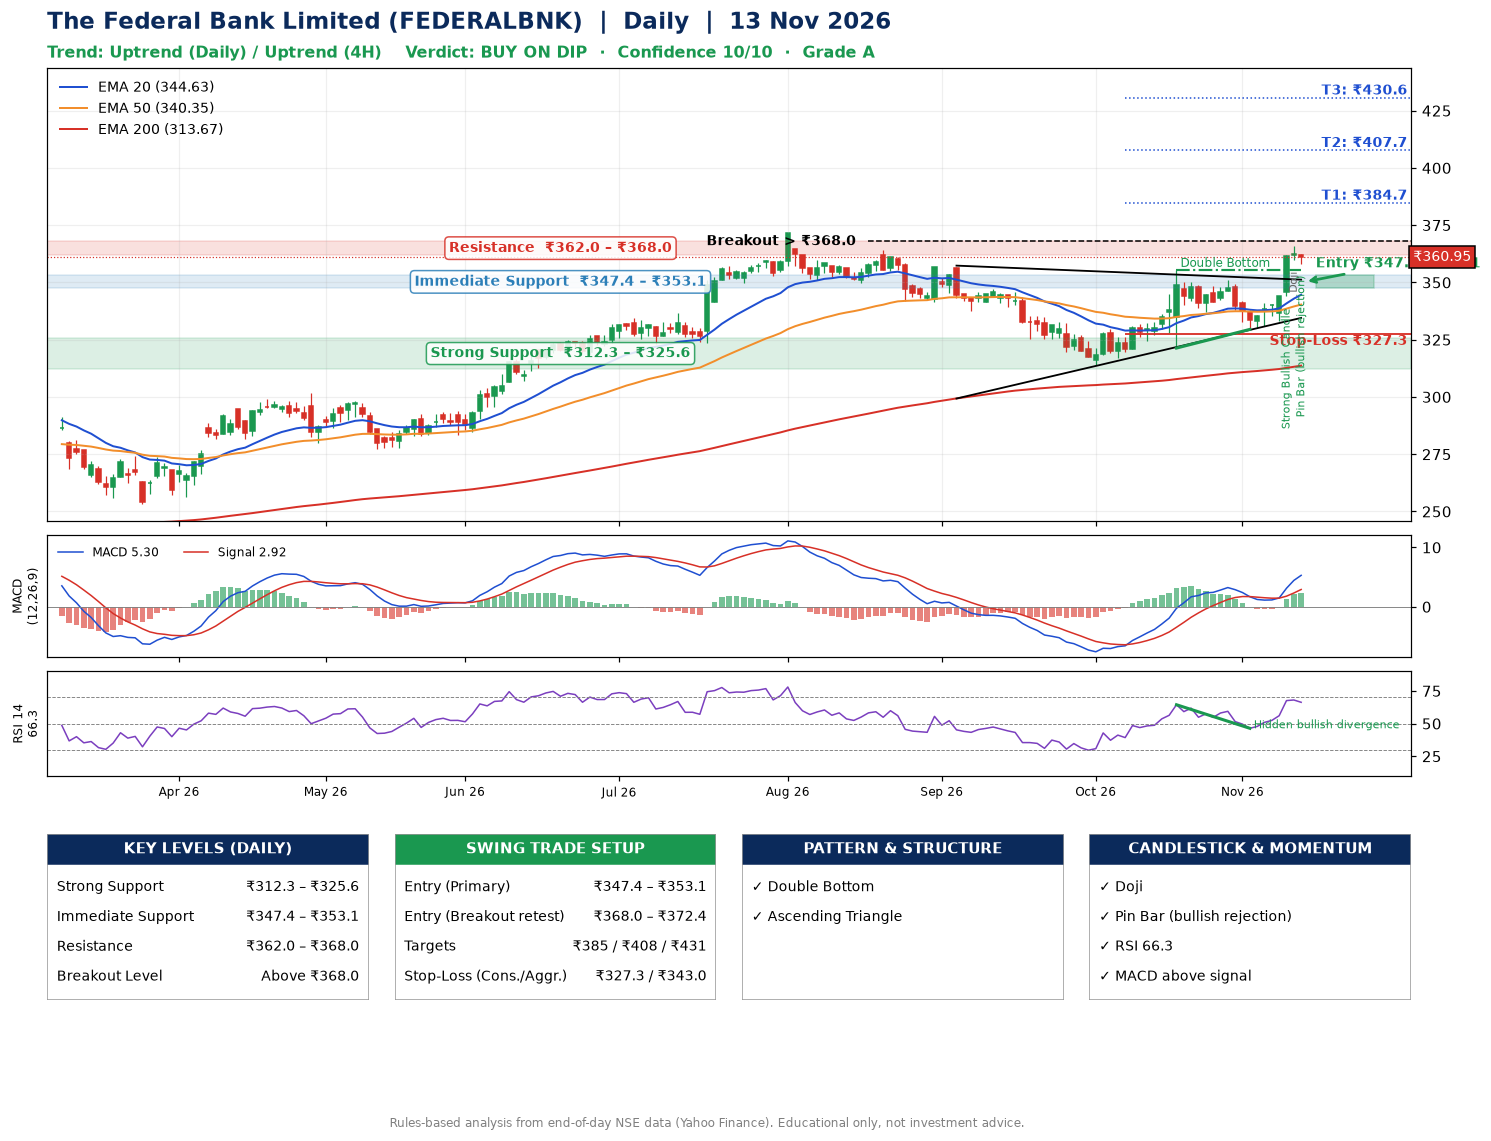 The Federal Bank Limited (FEDERALBNK) | Daily | 13 Nov 2026
Trend: Uptrend (Daily) / Uptrend (4H) Verdict: BUY ON DIP · Confidence 10/10 · Grade A
EMA 20 (344.63)
EMA 50 (340.35)
EMA 200 (313.67)
T3: ₹430.6
T2: ₹407.7
T1: ₹384.7
Breakout > ₹368.0
Resistance ₹362.0 – ₹368.0
Immediate Support ₹347.4 – ₹353.1
Strong Support ₹312.3 – ₹325.6
Double Bottom
Entry ₹347.
₹360.95
Stop-Loss ₹327.3
Strong Bullish Candle
Doji
Pin Bar (bullish rejection)
425
400
375
350
325
300
275
250
MACD (12,26,9)
MACD 5.30
Signal 2.92
10
0
RSI 14
66.3
Hidden bullish divergence
75
50
25
Apr 26
May 26
Jun 26
Jul 26
Aug 26
Sep 26
Oct 26
Nov 26
KEY LEVELS (DAILY)
Strong Support ₹312.3 – ₹325.6
Immediate Support ₹347.4 – ₹353.1
Resistance ₹362.0 – ₹368.0
Breakout Level Above ₹368.0
SWING TRADE SETUP
Entry (Primary) ₹347.4 – ₹353.1
Entry (Breakout retest) ₹368.0 – ₹372.4
Targets ₹385 / ₹408 / ₹431
Stop-Loss (Cons./Aggr.) ₹327.3 / ₹343.0
PATTERN & STRUCTURE
✓ Double Bottom
✓ Ascending Triangle
CANDLESTICK & MOMENTUM
✓ Doji
✓ Pin Bar (bullish rejection)
✓ RSI 66.3
✓ MACD above signal
Rules-based analysis from end-of-day NSE data (Yahoo Finance). Educational only, not investment advice.